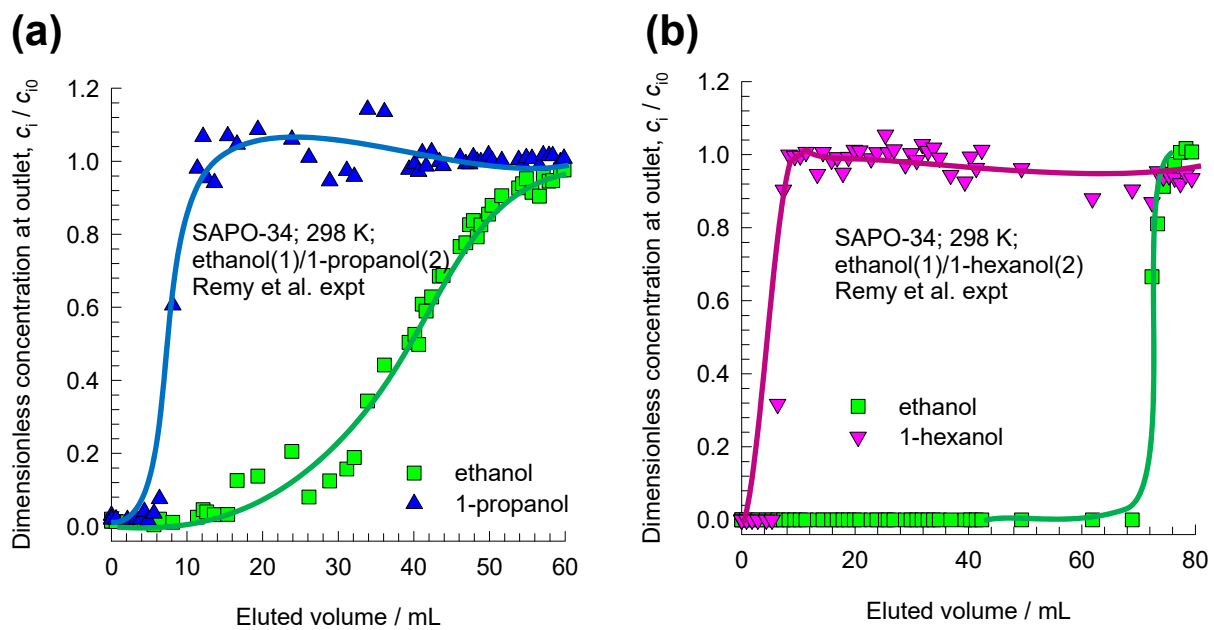 (a)
Dimensionless concentration at outlet, ci / ci0
1.2
1.0
0.8
0.6
0.4
0.2
0.0
SAPO-34; 298 K;
ethanol(1)/1-propanol(2)
Remy et al. expt
ethanol
1-propanol
0 10 20 30 40 50 60
Eluted volume / mL
(b)
Dimensionless concentration at outlet, ci / ci0
1.2
1.0
0.8
0.6
0.4
0.2
0.0
SAPO-34; 298 K;
ethanol(1)/1-hexanol(2)
Remy et al. expt
ethanol
1-hexanol
0 20 40 60 80
Eluted volume / mL